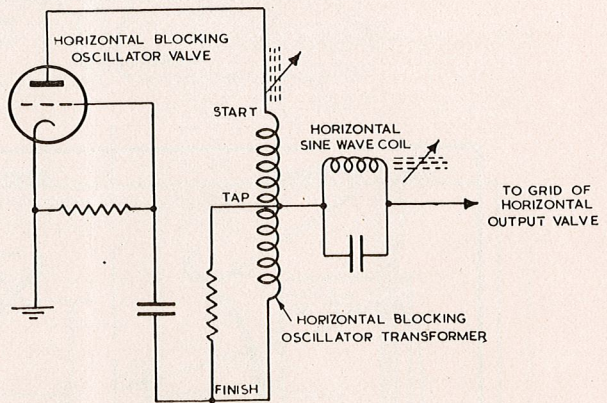 HORIZONTAL BLOCKING
OSCILLATOR VALVE
START
HORIZONTAL
SINE WAVE COIL
TAP
TO GRID OF
HORIZONTAL
OUTPUT VALVE
HORIZONTAL BLOCKING
OSCILLATOR TRANSFORMER
FINISH